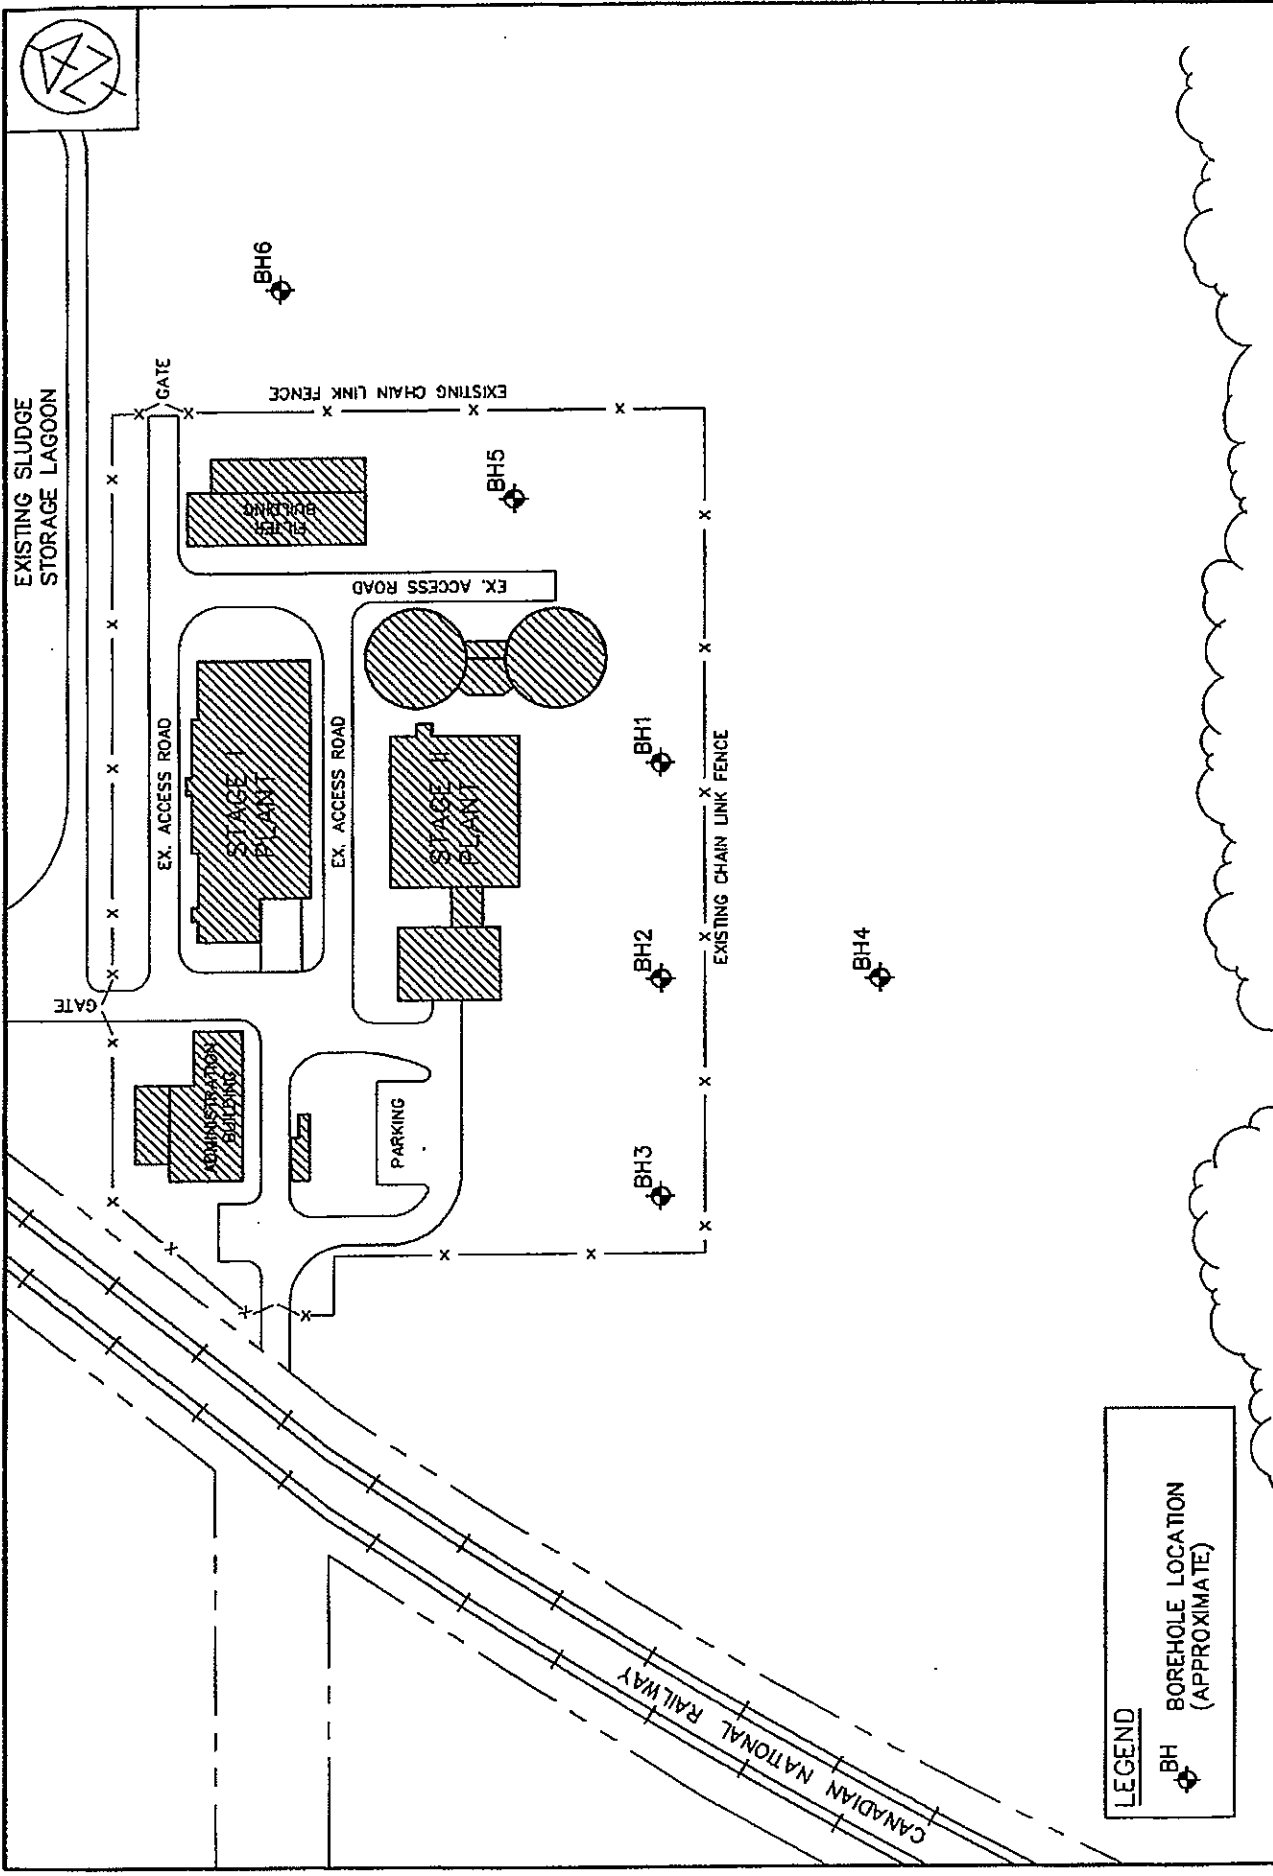 EXISTING SLUDGE
STORAGE LAGOON
BH6
GATE
EXISTING CHAIN LINK FENCE
FILTER
BUILDING
BH5
EX. ACCESS ROAD
EX. ACCESS ROAD
STAGE I
PLANT
EX. ACCESS ROAD
STAGE II
PLANT
BH1
EXISTING CHAIN LINK FENCE
GATE
BH2
BH4
ADMINISTRATION
BUILDING
PARKING
BH3
CANADIAN NATIONAL RAILWAY
LEGEND
BH BOREHOLE LOCATION
(APPROXIMATE)
N